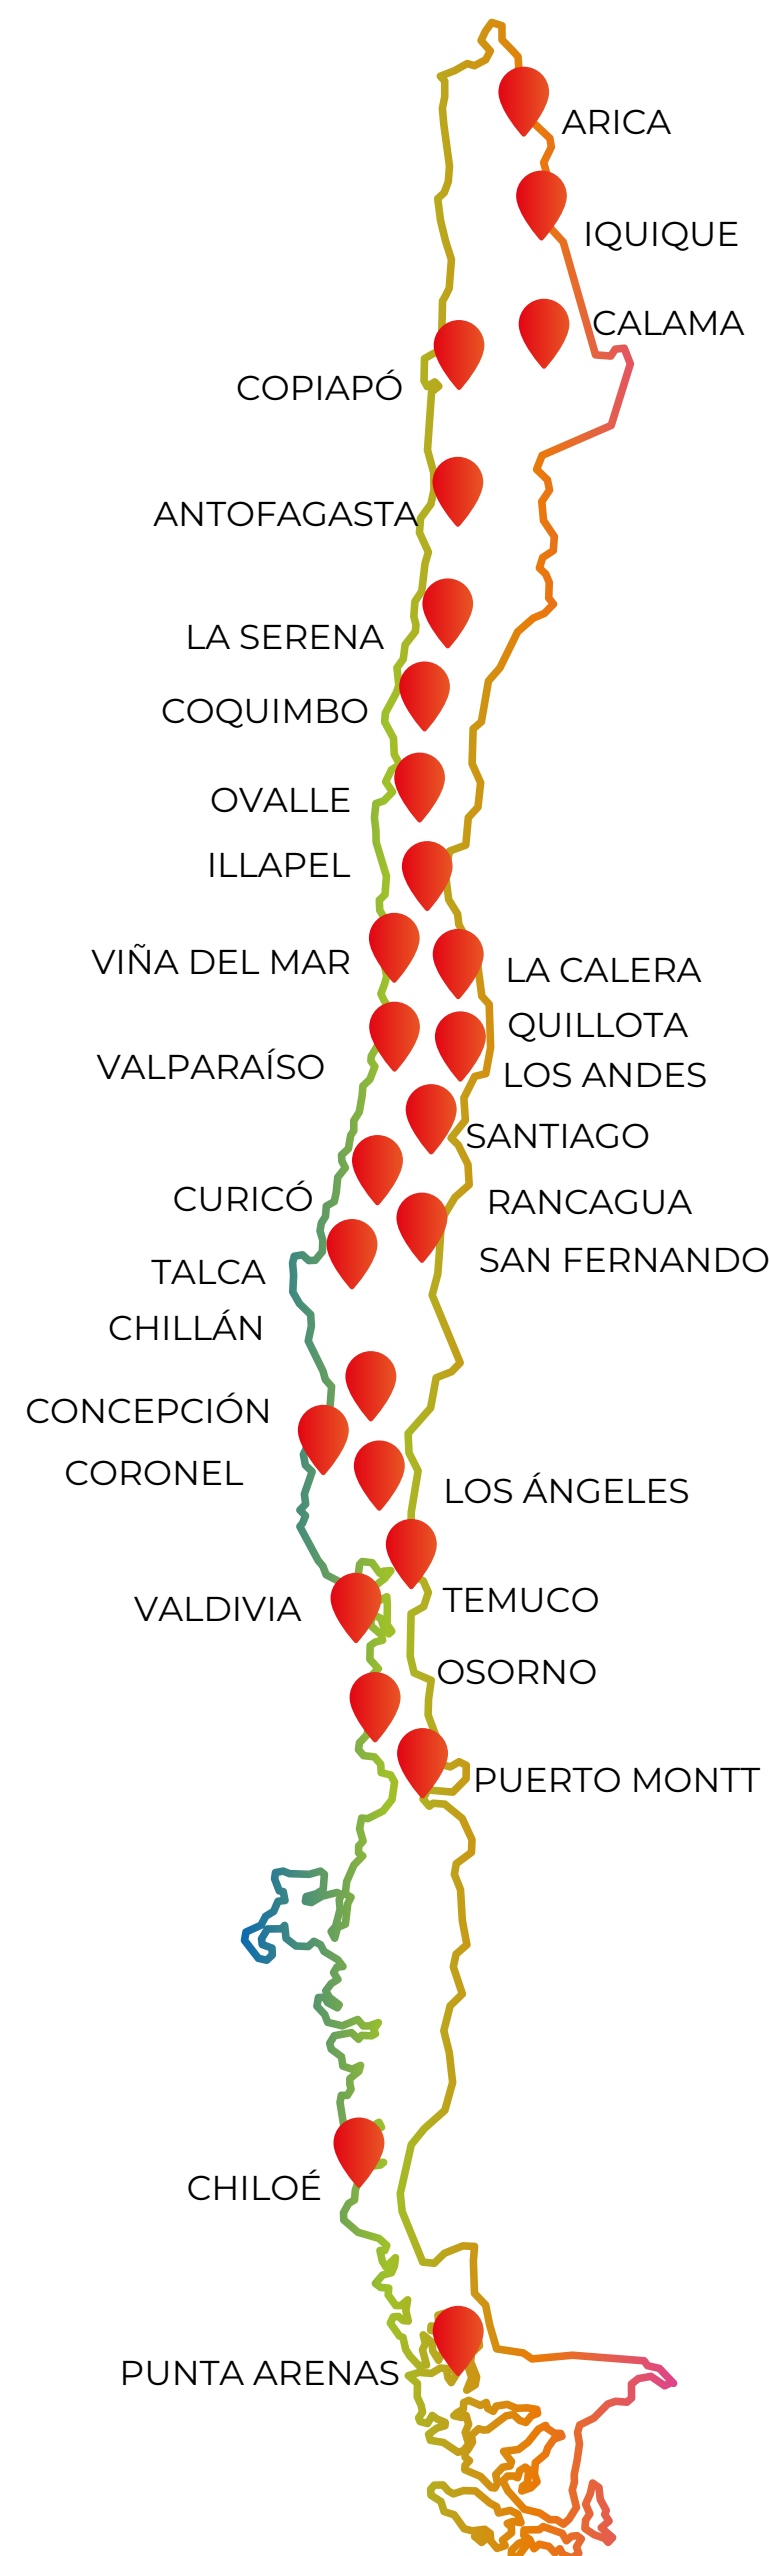 ARICA
IQUIQUE
CALAMA
COPIAPÓ
ANTOFAGASTA
LA SERENA
COQUIMBO
OVALLE
ILLAPEL
VIÑA DEL MAR
LA CALERA
QUILLOTA
VALPARAÍSO
LOS ANDES
SANTIAGO
CURICÓ
RANCAGUA
SAN FERNANDO
TALCA
CHILLÁN
CONCEPCIÓN
CORONEL
LOS ÁNGELES
TEMUCO
VALDIVIA
OSORNO
PUERTO MONTT
CHILOÉ
PUNTA ARENAS